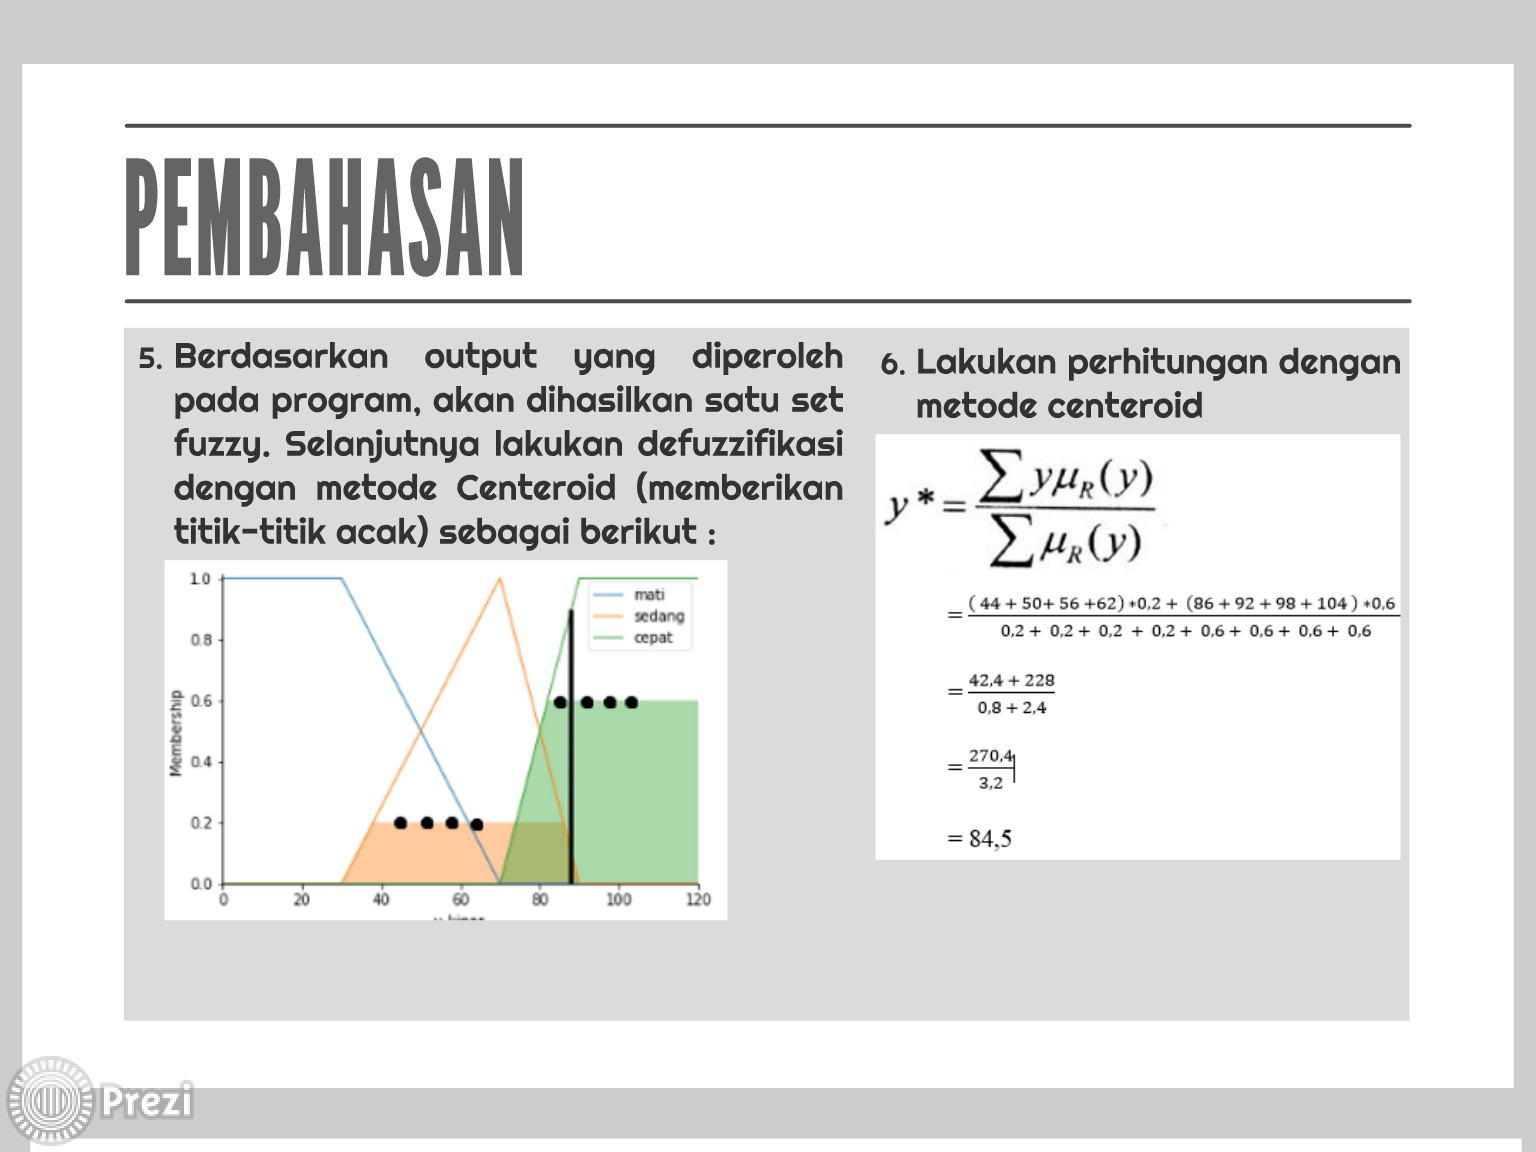 PEMBAHASAN
5. Berdasarkan output yang diperoleh
pada program, akan dihasilkan satu set
fuzzy. Selanjutnya lakukan defuzzifikasi
dengan metode Centeroid (memberikan
titik-titik acak) sebagai berikut :
1.0
0.8
0.6
0.4
0.2
0.0
Membership
mati
sedang
cepat
0 20 40 60 80 100 120
6. Lakukan perhitungan dengan
metode centeroid
y* = ∑ yμR(y)
∑ μR(y)
= ( 44 + 50+ 56 +62) *0,2 + (86 + 92 + 98 + 104 ) *0,6
0,2 + 0,2 + 0,2 + 0,2 + 0,6 + 0,6 + 0,6 + 0,6
= 42,4 + 228
0,8 + 2,4
= 270,4
3,2
= 84,5
Prezi